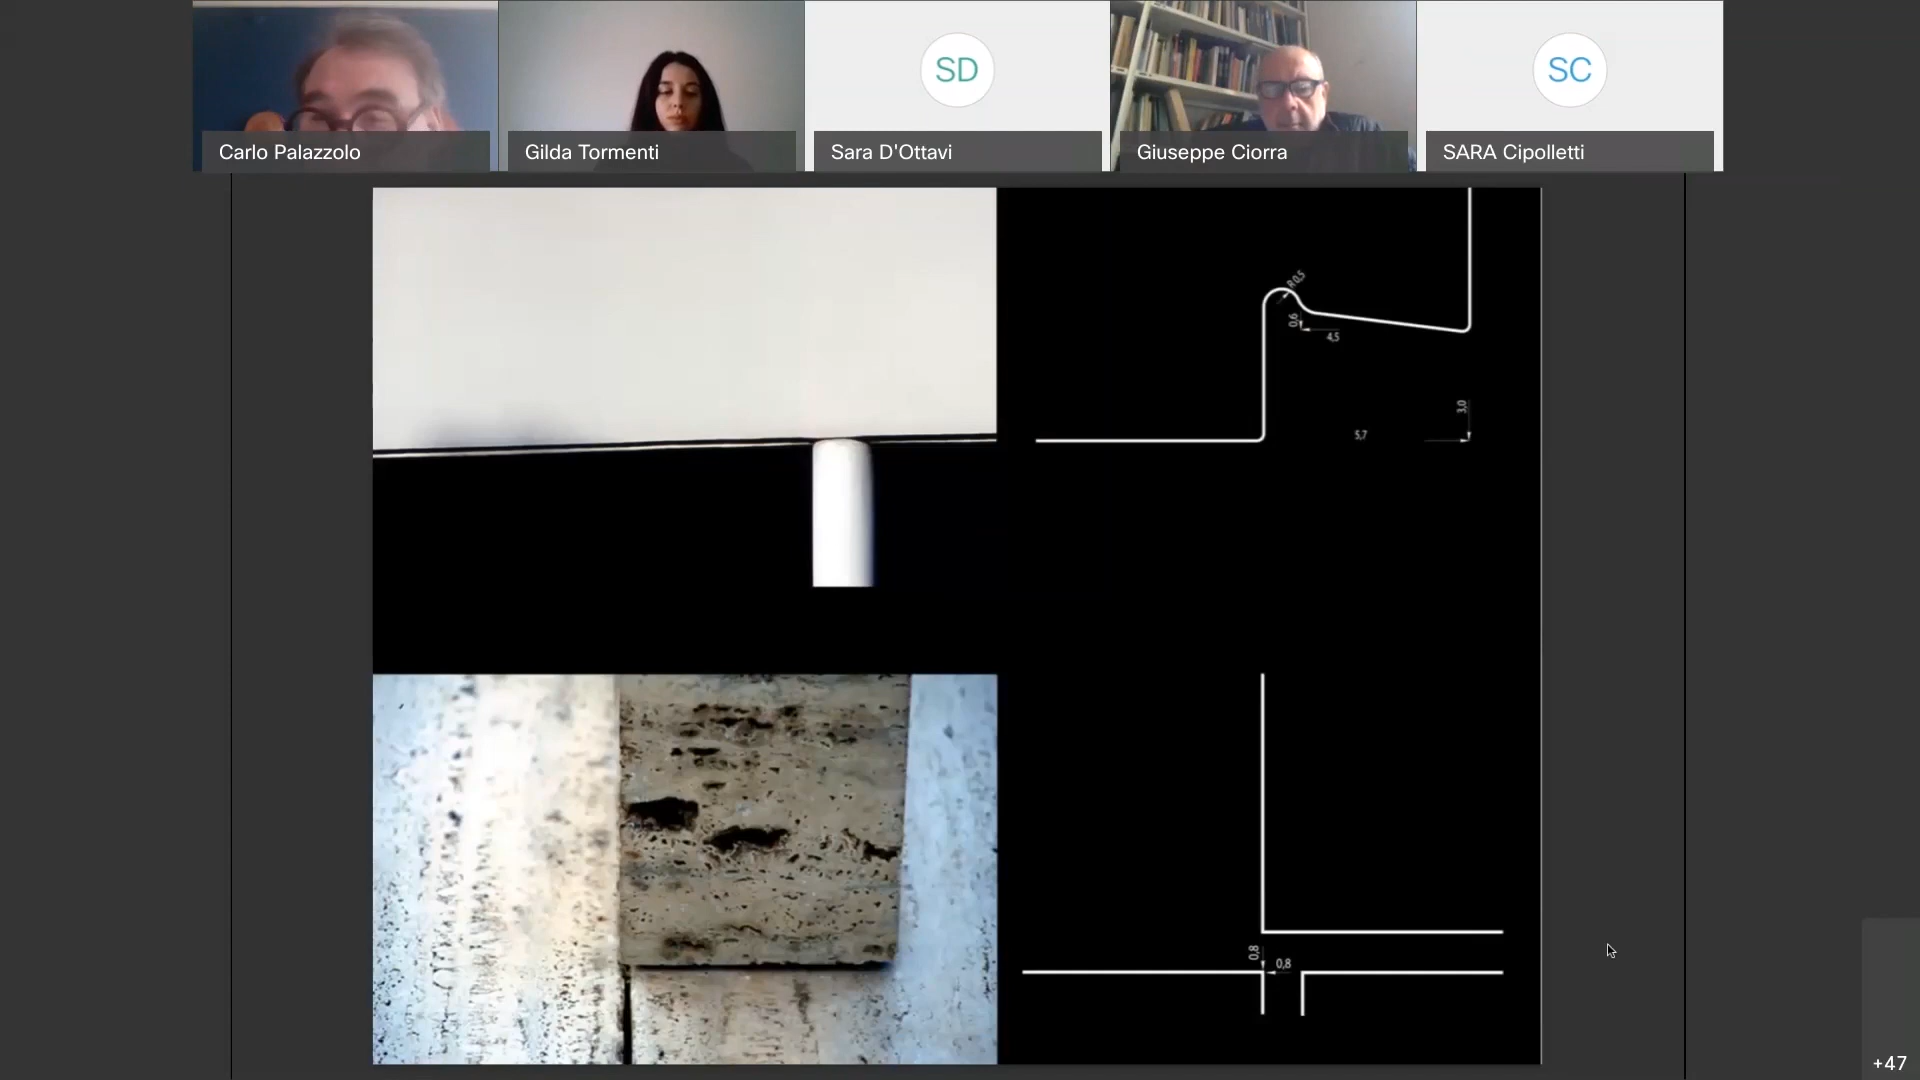 SD
SC
Carlo Palazzolo
Gilda Tormenti
Sara D'Ottavi
Giuseppe Ciorra
SARA Cipolletti
R 0,5
0,6
4,5
3,0
5,7
0,8
0,8
+47